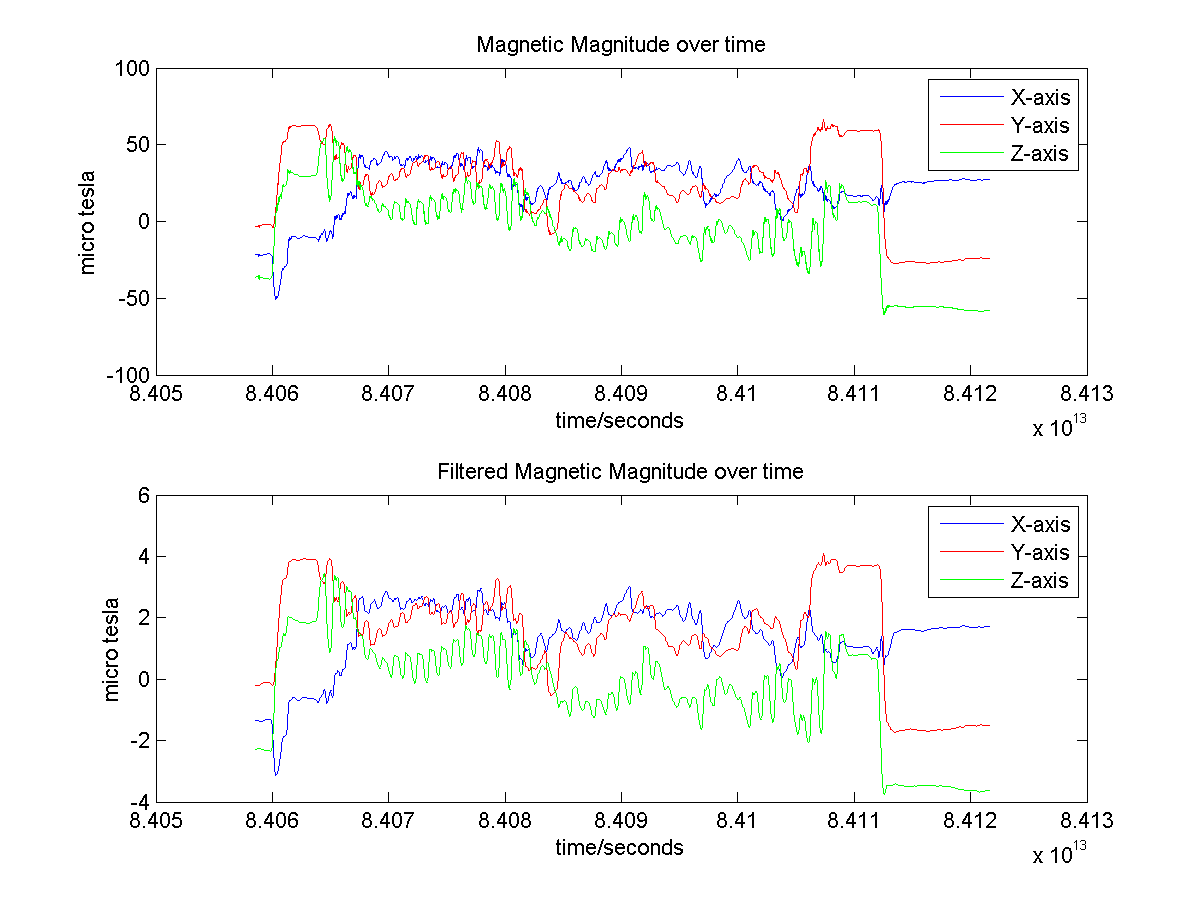 Magnetic Magnitude over time
100
50
0
-50
-100
micro tesla
X-axis
Y-axis
Z-axis
8.405 8.406 8.407 8.408 8.409 8.41 8.411 8.412 8.413
time/seconds
x 10^13
Filtered Magnetic Magnitude over time
6
4
2
0
-2
-4
micro tesla
X-axis
Y-axis
Z-axis
8.405 8.406 8.407 8.408 8.409 8.41 8.411 8.412 8.413
time/seconds
x 10^13